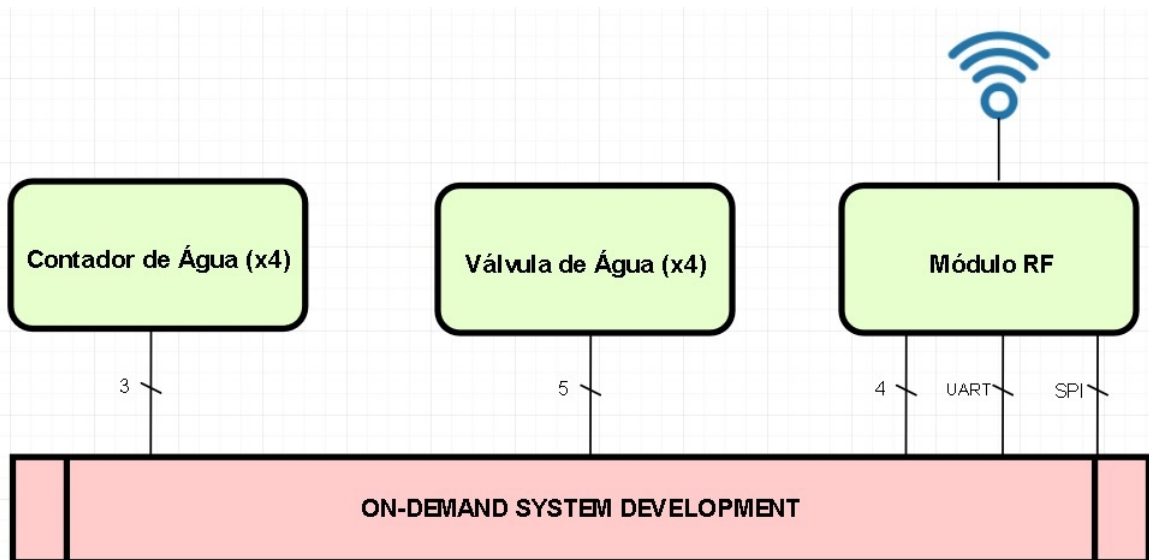 Contador de Água (x4)
Válvula de Água (x4)
Módulo RF
3
5
4
UART
SPI
ON-DEMAND SYSTEM DEVELOPMENT